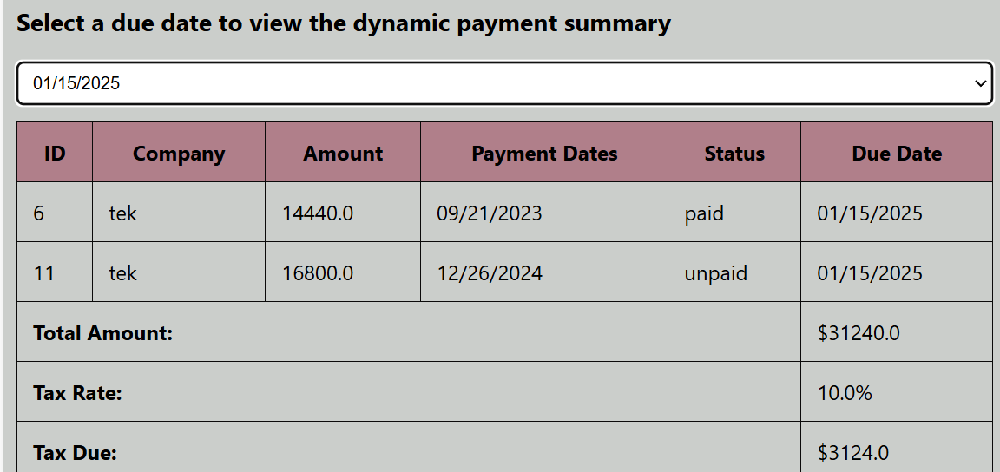 Select a due date to view the dynamic payment summary
01/15/2025
ID Company Amount Payment Dates Status Due Date
6 tek 14440.0 09/21/2023 paid 01/15/2025
11 tek 16800.0 12/26/2024 unpaid 01/15/2025
Total Amount: $31240.0
Tax Rate: 10.0%
Tax Due: $3124.0